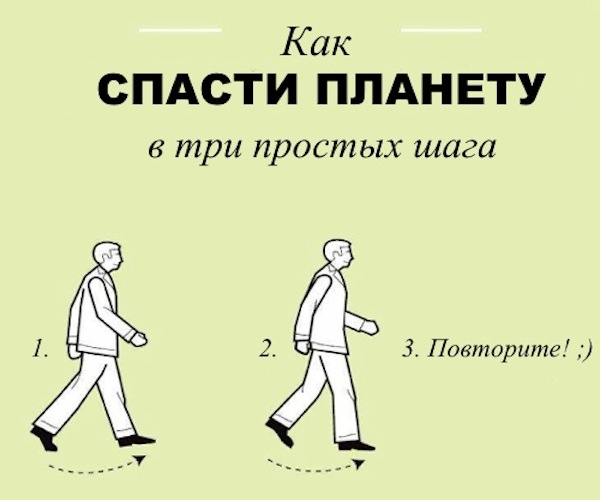 Как
СПАСТИ ПЛАНЕТУ
в три простых шага
1.
2.
3. Повторите! ;)